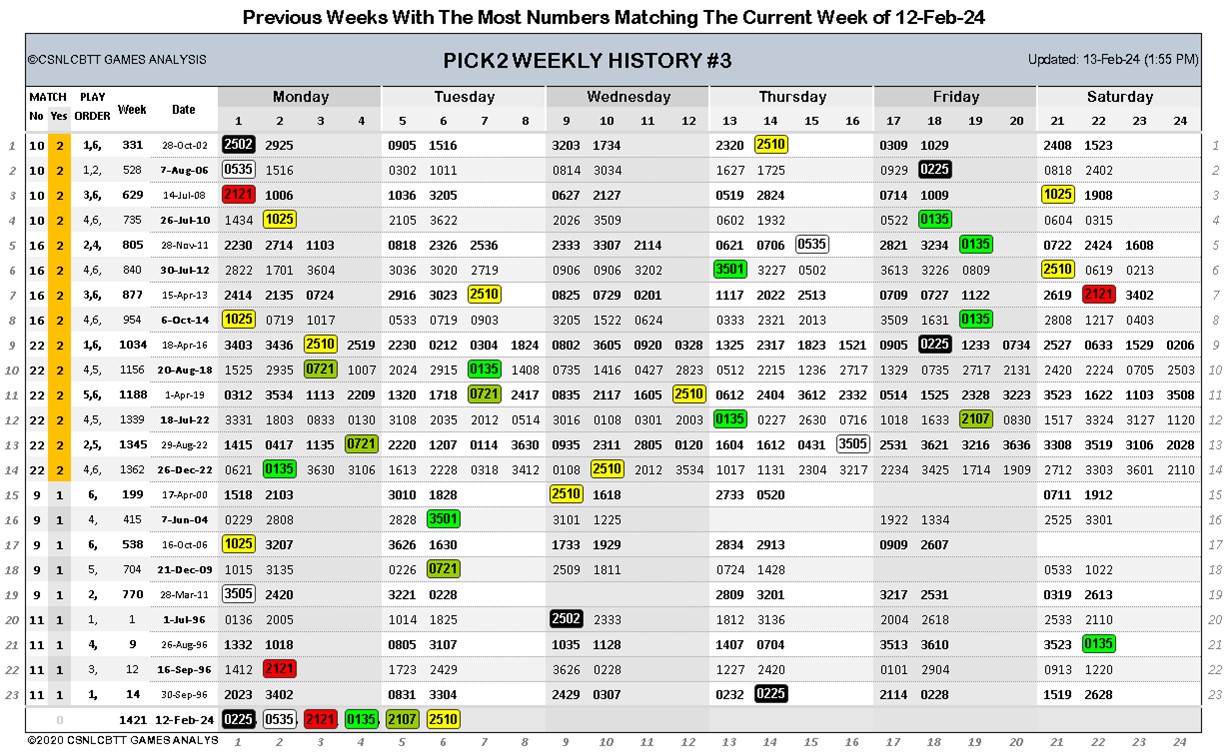 Previous Weeks With The Most Numbers Matching The Current Week of 12-Feb-24
©CSNLCBTT GAMES ANALYSIS PICK2 WEEKLY HISTORY #3 Updated: 13-Feb-24 (1:55 PM)
MATCH PLAY Week Date Monday Tuesday Wednesday Thursday Friday Saturday
No Yes ORDER 1 2 3 4 5 6 7 8 9 10 11 12 13 14 15 16 17 18 19 20 21 22 23 24
1 10 2 1,6, 331 28-Oct-02 2502 2925 0905 1516 3203 1734 2320 2510 0309 1029 2408 1523 1
2 10 2 1,2, 528 7-Aug-06 0535 1516 0302 1011 0814 3034 1627 1725 0929 0225 0818 2402 2
3 10 2 3,6, 629 14-Jul-08 2121 1006 1036 3205 0627 2127 0519 2824 0714 1009 1025 1908 3
4 10 2 4,6, 735 26-Jul-10 1434 1025 2105 3622 2026 3509 0602 1932 0522 0135 0604 0315 4
5 16 2 2,4, 805 28-Nov-11 2230 2714 1103 0818 2326 2536 2333 3307 2114 0621 0706 0535 2821 3234 0135 0722 2424 1608 5
6 16 2 4,6, 840 30-Jul-12 2822 1701 3604 3036 3020 2719 0906 0906 3202 3501 3227 0502 3613 3226 0809 2510 0619 0213 6
7 16 2 3,6, 877 15-Apr-13 2414 2135 0724 2916 3023 2510 0825 0729 0201 1117 2022 2513 0709 0727 1122 2619 2121 3402 7
8 16 2 4,6, 954 6-Oct-14 1025 0719 1017 0533 0719 0903 3205 1522 0624 0333 2321 2013 3509 1631 0135 2808 1217 0403 8
9 22 2 1,6, 1034 18-Apr-16 3403 3436 2510 2519 2230 0212 0304 1824 0802 3605 0920 0328 1325 2317 1823 1521 0905 0225 1233 0734 2527 0633 1529 0206 9
10 22 2 4,5, 1156 20-Aug-18 1525 2935 0721 1007 2024 2915 0135 1408 0735 1416 0427 2823 0512 2215 1236 2717 1329 0735 2717 2131 2420 2224 0705 2503 10
11 22 2 5,6, 1188 1-Apr-19 0312 3534 1113 2209 1320 1718 0721 2417 0835 2117 1605 2510 0612 2404 3612 2332 0514 1525 2328 3223 3523 1622 1103 3508 11
12 22 2 4,5, 1339 18-Jul-22 3331 1803 0833 0130 3108 2035 2012 0514 3016 0108 0301 2003 0135 0227 2630 0716 1018 1633 2107 0830 1517 3324 3127 1120 12
13 22 2 2,5, 1345 29-Aug-22 1415 0417 1135 0721 2220 1207 0114 3630 0935 2311 2805 0120 1604 1612 0431 3505 2531 3621 3216 3636 3308 3519 3106 2028 13
14 22 2 4,6, 1362 26-Dec-22 0621 0135 3630 3106 1613 2228 0318 3412 0108 2510 2012 3534 1017 1131 2304 3217 2234 3425 1714 1909 2712 3303 3601 2110 14
15 9 1 6, 199 17-Apr-00 1518 2103 3010 1828 2510 1618 2733 0520 0711 1912 15
16 9 1 4, 415 7-Jun-04 0229 2808 2828 3501 3101 1225 1922 1334 2525 3301 16
17 9 1 6, 538 16-Oct-06 1025 3207 3626 1630 1733 1929 2834 2913 0909 2607 17
18 9 1 5, 704 21-Dec-09 1015 3135 0226 0721 2509 1811 0724 1428 0533 1022 18
19 9 1 2, 770 28-Mar-11 3505 2420 3221 0228 2809 3201 3217 2531 0319 2613 19
20 11 1 1, 1 1-Jul-96 0136 2005 1014 1825 2502 2333 1812 3136 2004 2618 2533 2110 20
21 11 1 4, 9 26-Aug-96 1332 1018 0805 3107 1035 1128 1407 0704 3513 3610 3523 0135 21
22 11 1 3, 12 16-Sep-96 1412 2121 1723 2429 3626 0228 1227 2420 0101 2904 0913 1220 22
23 11 1 1, 14 30-Sep-96 2023 3402 0831 3304 2429 0307 0232 0225 2114 0228 1519 2628 23
0 1421 12-Feb-24 0225, 0535, 2121, 0135, 2107 2510
©2020 CSNLCBTT GAMES ANALYS 1 2 3 4 5 6 7 8 9 10 11 12 13 14 15 16 17 18 19 20 21 22 23 24